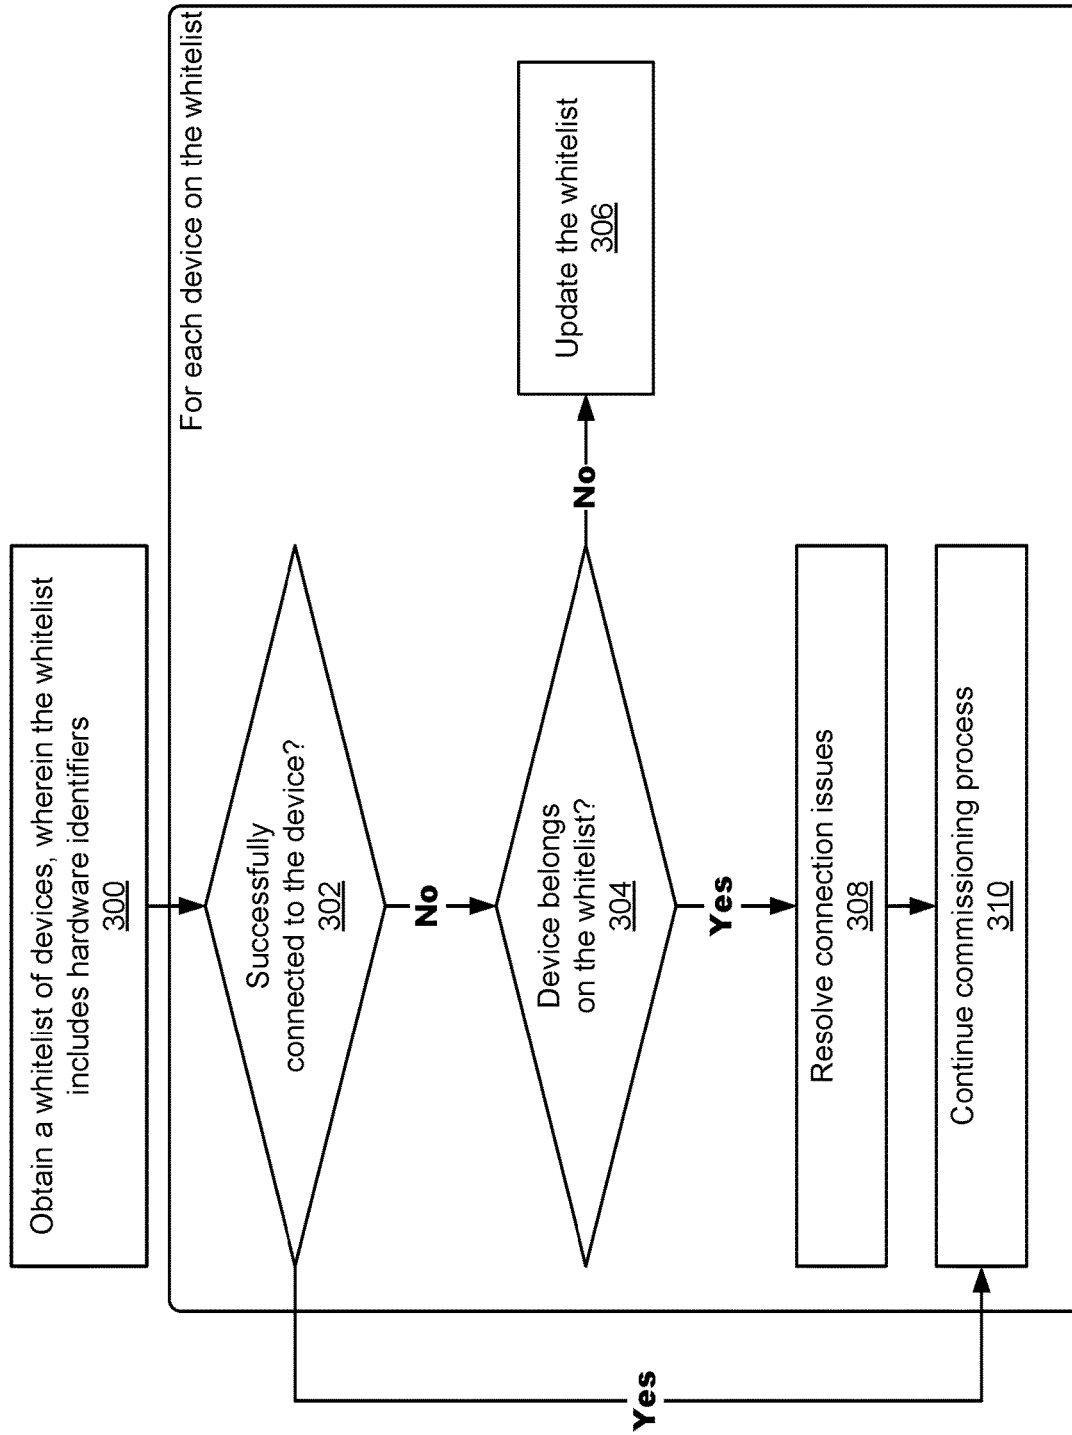 Obtain a whitelist of devices, wherein the whitelist
includes hardware identifiers
300
For each device on the whitelist
Successfully
connected to the device?
302
No
Device belongs
on the whitelist?
304
No
Update the whitelist
306
Yes
Resolve connection issues
308
Continue commissioning process
310
Yes